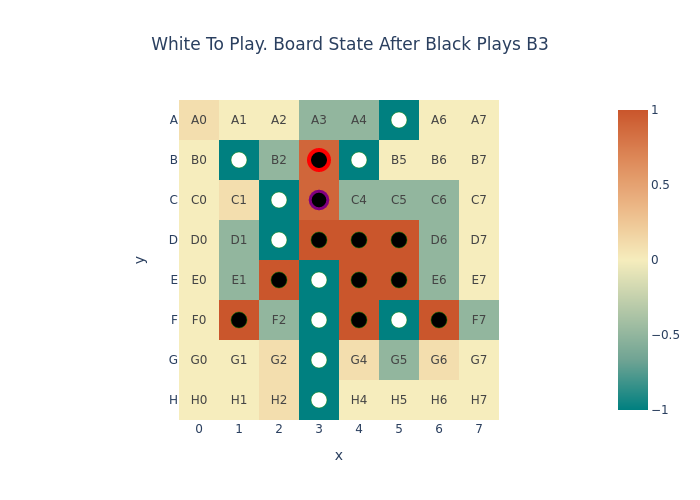 White To Play. Board State After Black Plays B3
A A0 A1 A2 A3 A4 A6 A7
B B0 B2 B5 B6 B7
C C0 C1 C4 C5 C6 C7
D D0 D1 D6 D7
E E0 E1 E6 E7
F F0 F2 F7
G G0 G1 G2 G4 G5 G6 G7
H H0 H1 H2 H4 H5 H6 H7
0 1 2 3 4 5 6 7
x
y
1
0.5
0
−0.5
−1